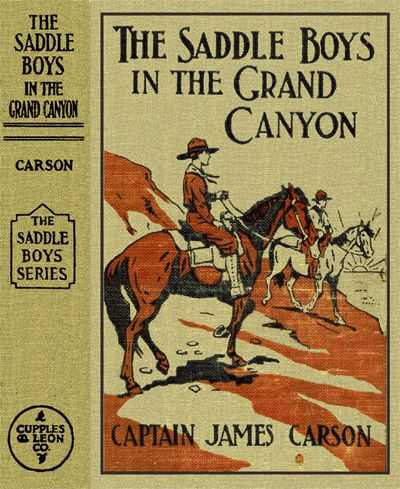 THE
SADDLE
BOYS
IN THE
GRAND CANYON
CARSON
THE
SADDLE
BOYS
SERIES
CUPPLES
& LEON
CO.
THE SADDLE BOYS
IN THE GRAND
CANYON
CAPTAIN JAMES CARSON